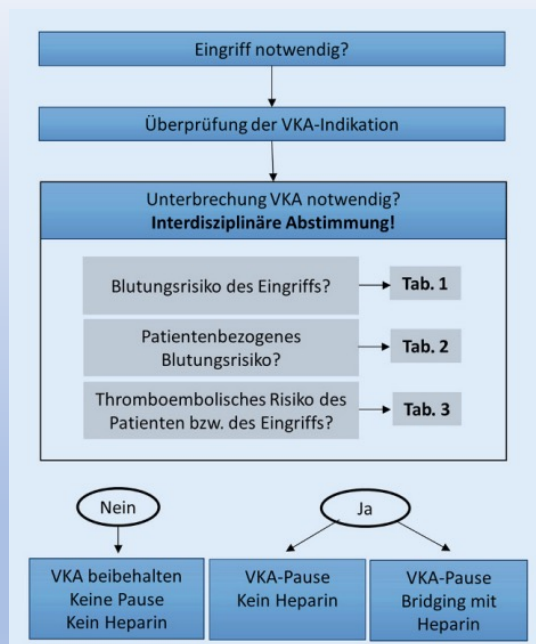 Eingriff notwendig?
Überprüfung der VKA-Indikation
Unterbrechung VKA notwendig?
Interdisziplinäre Abstimmung!
Blutungsrisiko des Eingriffs?
Tab. 1
Patientenbezogenes
Blutungsrisiko?
Tab. 2
Thromboembolisches Risiko des
Patienten bzw. des Eingriffs?
Tab. 3
Nein
Ja
VKA beibehalten
Keine Pause
Kein Heparin
VKA-Pause
Kein Heparin
VKA-Pause
Bridging mit
Heparin